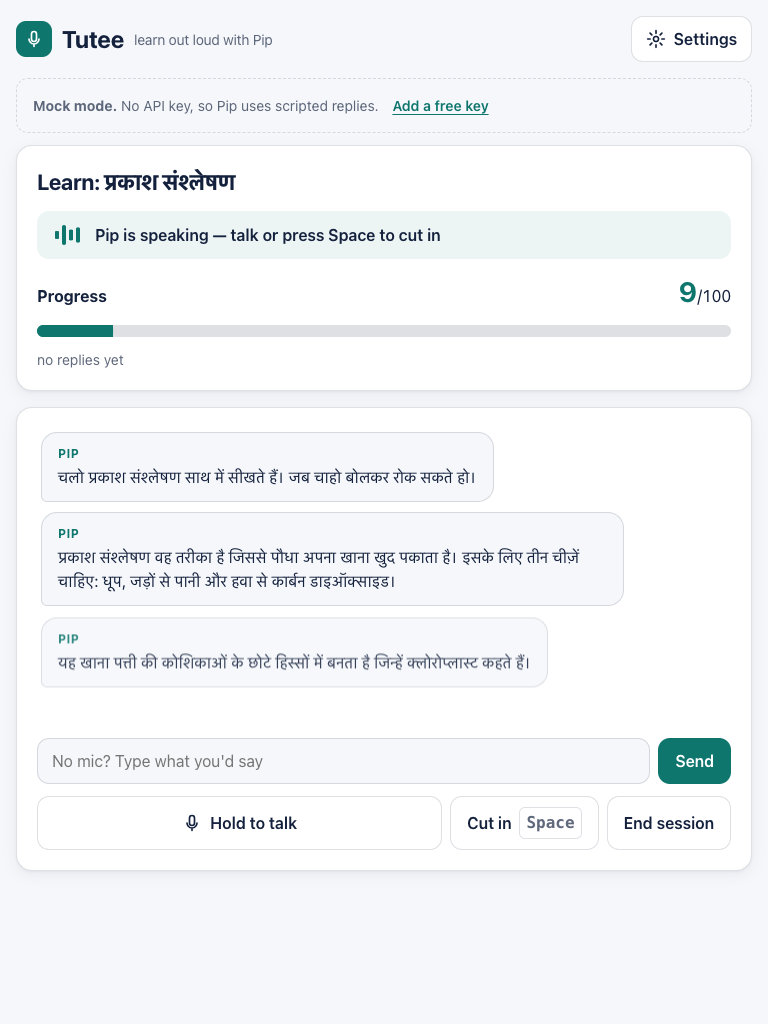 Tutee learn out loud with Pip
Settings
Mock mode. No API key, so Pip uses scripted replies. Add a free key
Learn: प्रकाश संश्लेषण
Pip is speaking — talk or press Space to cut in
Progress
9/100
no replies yet
PIP
चलो प्रकाश संश्लेषण साथ में सीखते हैं। जब चाहो बोलकर रोक सकते हो।
PIP
प्रकाश संश्लेषण वह तरीका है जिससे पौधा अपना खाना खुद पकाता है। इसके लिए तीन चीज़ें
चाहिए: धूप, जड़ों से पानी और हवा से कार्बन डाइऑक्साइड।
PIP
यह खाना पत्ती की कोशिकाओं के छोटे हिस्सों में बनता है जिन्हें क्लोरोप्लास्ट कहते हैं।
No mic? Type what you'd say
Send
Hold to talk
Cut in Space
End session